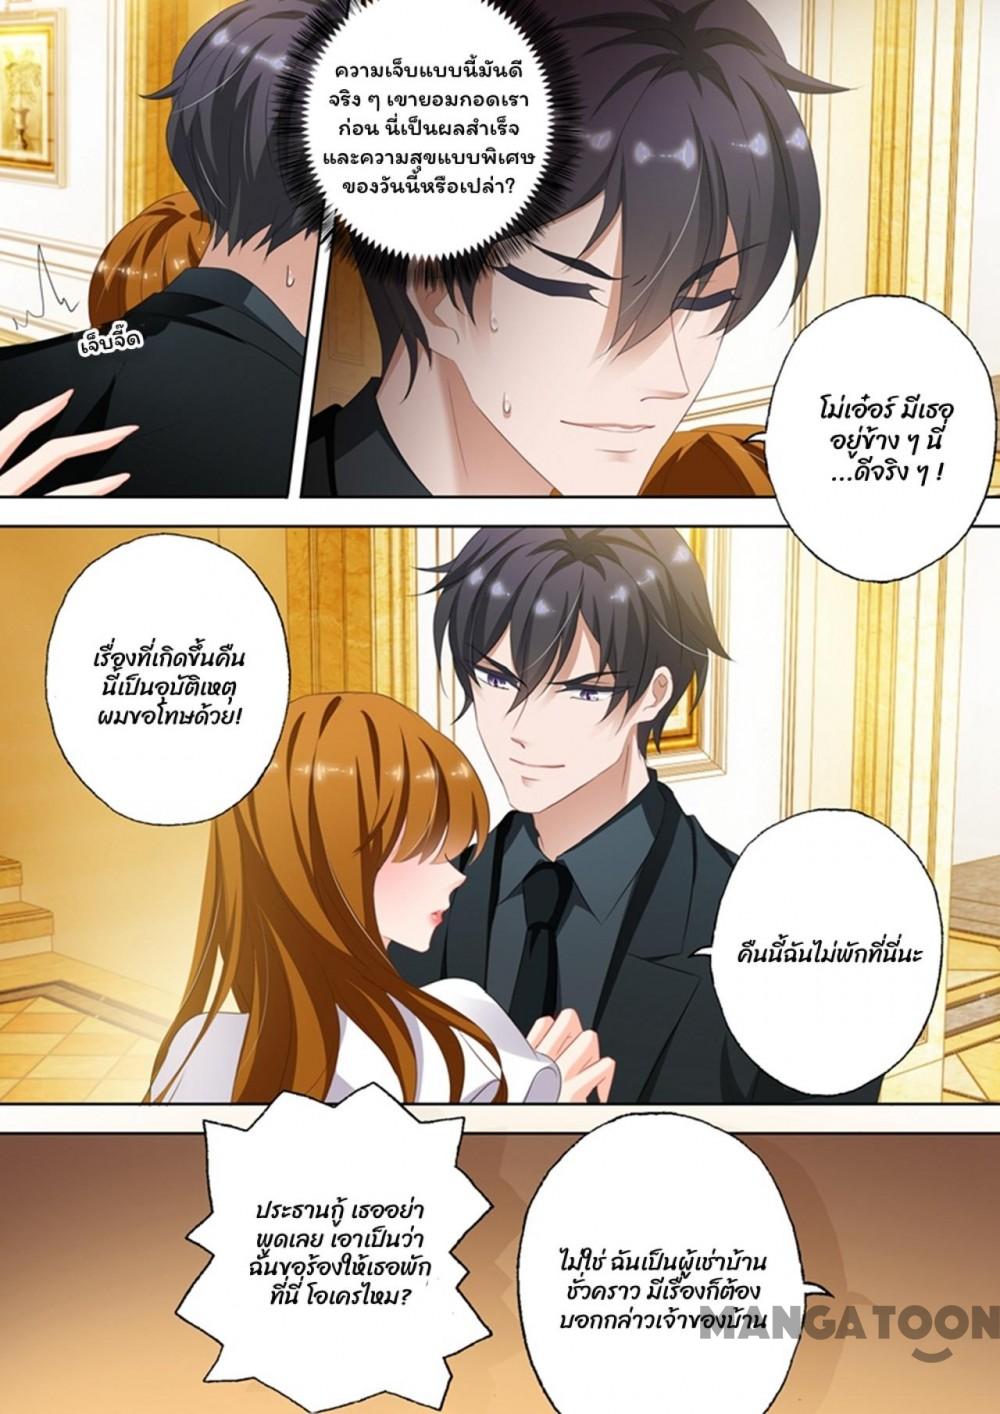 ความเจ็บแบบนี้มันดี
จริง ๆ เขายอมกอดเรา
ก่อน นี่เป็นผลสำเร็จ
และความสุขแบบพิเศษ
ของวันนี้หรือเปล่า?
เจ็บจี๊ด
โม่เอ๋อร์ มีเธอ
อยู่ข้าง ๆ นี่
...ดีจริง ๆ !
เรื่องที่เกิดขึ้นคืน
นี้เป็นอุบัติเหตุ
ผมขอโทษด้วย!
คืนนี้ฉันไม่พักที่นี่นะ
ประธานกู้ เธออย่า
พูดเลย เอาเป็นว่า
ฉันขอร้องให้เธอพัก
ที่นี่ โอเครไหม?
ไม่ใช่ ฉันเป็นผู้เช่าบ้าน
ชั่วคราว มีเรื่องก็ต้อง
บอกกล่าวเจ้าของบ้าน
MANGATOON